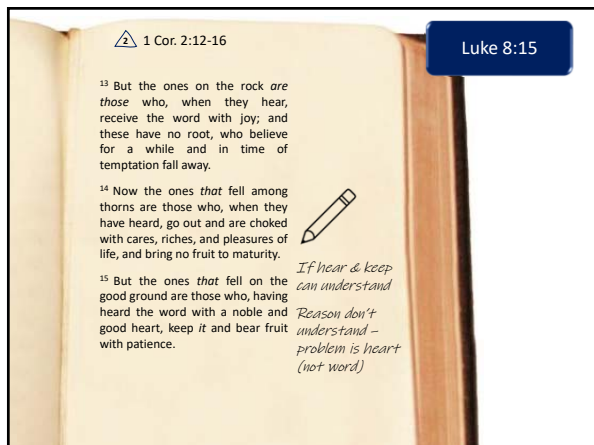 2 1 Cor. 2:12-16
Luke 8:15
13 But the ones on the rock are
those who, when they hear,
receive the word with joy; and
these have no root, who believe
for a while and in time of
temptation fall away.
14 Now the ones that fell among
thorns are those who, when they
have heard, go out and are choked
with cares, riches, and pleasures of
life, and bring no fruit to maturity.
15 But the ones that fell on the
good ground are those who, having
heard the word with a noble and
good heart, keep it and bear fruit
with patience.
If hear & keep
can understand
Reason don't
understand –
problem is heart
(not word)